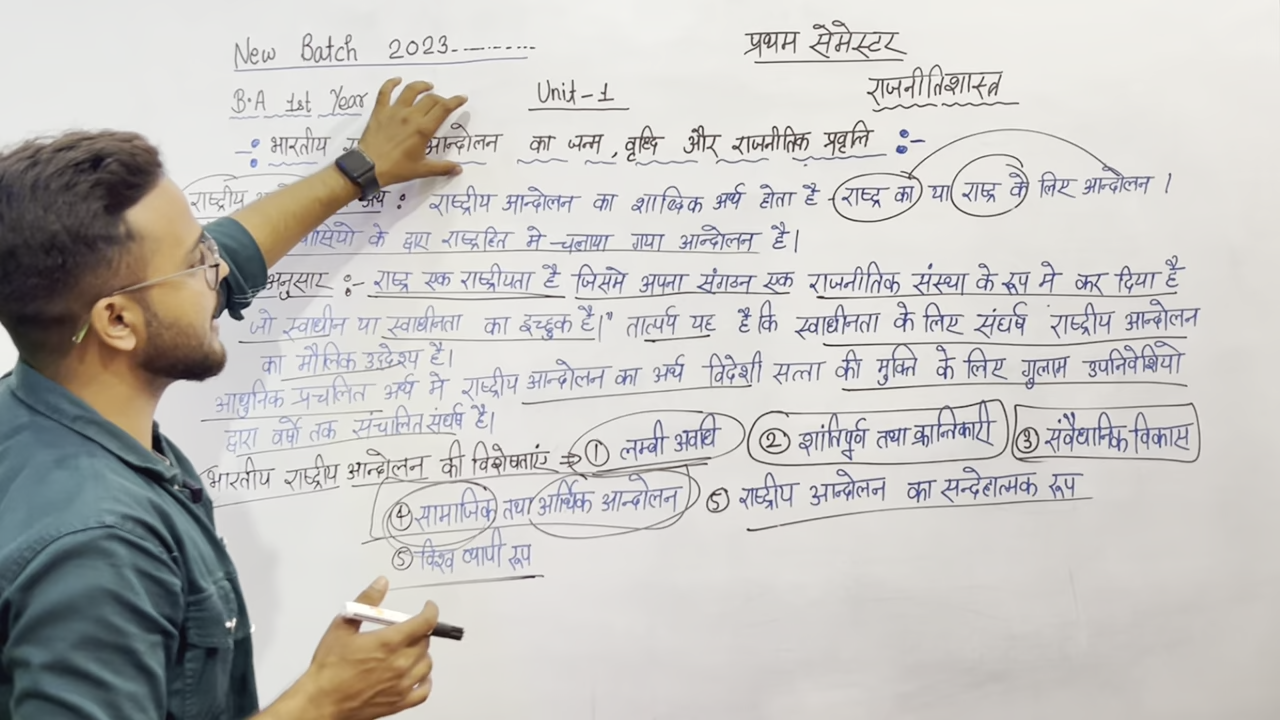 New Batch 2023..........
प्रथम सेमेस्टर
B.A 1st Year
Unit-1
राजनीतिशास्त्र
-: भारतीय आन्दोलन का जन्म, वृद्धि और राजनीतिक प्रवृत्ति :-
राष्ट्रीय अर्थ : राष्ट्रीय आन्दोलन का शाब्दिक अर्थ होता है - राष्ट्र का या राष्ट्र के लिए आन्दोलन।
के द्वारा राष्ट्रहित मे चलाया गया आन्दोलन है।
अनुसार :- राष्ट्र एक राष्ट्रीयता है जिसमे अपना संगठन एक राजनीतिक संस्था के रूप मे कर दिया है
जो स्वाधीन या स्वाधीनता का इच्छुक है।" तात्पर्य यह है कि स्वाधीनता के लिए संघर्ष राष्ट्रीय आन्दोलन
का मौलिक उद्देश्य है।
आधुनिक प्रचलित अर्थ मे राष्ट्रीय आन्दोलन का अर्थ विदेशी सत्ता की मुक्ति के लिए गुलाम उपनिवेशियो
द्वारा वर्षो तक संचालित संघर्ष है।
भारतीय राष्ट्रीय आन्दोलन की विशेषताएं ⇒ ① लम्बी अवधि ② शांतिपूर्व तथा क्रान्तिकारी ③ संवैधानिक विकास
④ सामाजिक तथा आर्थिक आन्दोलन ⑤ राष्ट्रीय आन्दोलन का सन्देहात्मक रूप
⑤ विश्व व्यापी रूप